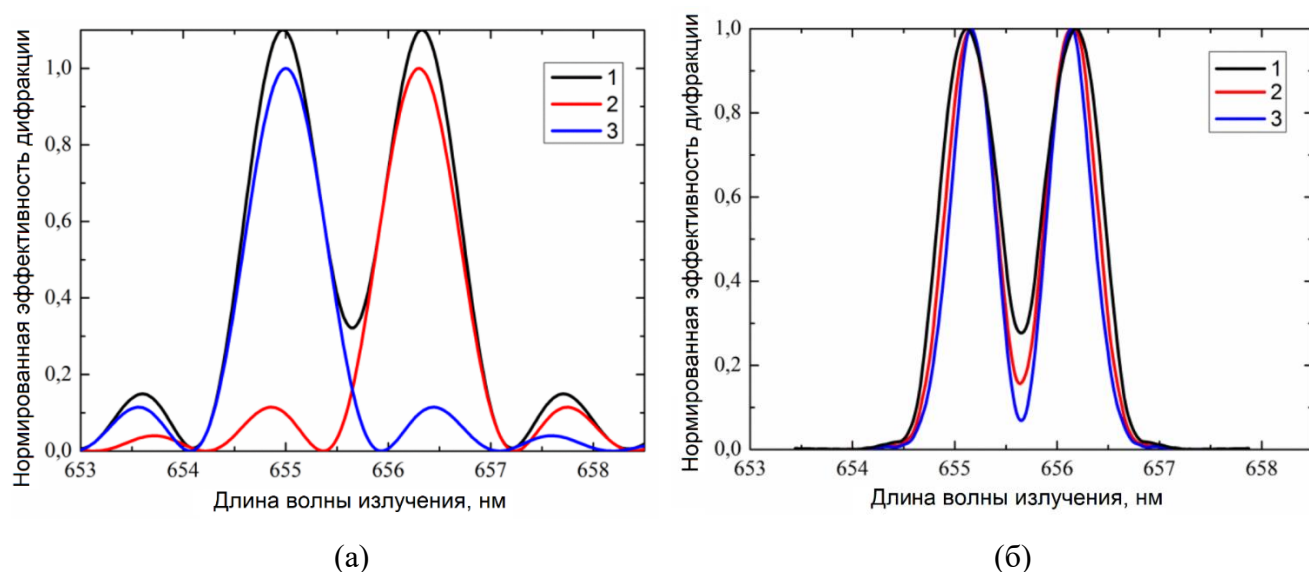 Нормированная эффективность дифракции
1,0
0,8
0,6
0,4
0,2
0,0
653 654 655 656 657 658
Длина волны излучения, нм
1
2
3
(а)
Нормированная эффективность дифракции
1,0
0,8
0,6
0,4
0,2
0,0
653 654 655 656 657 658
Длина волны излучения, нм
1
2
3
(б)